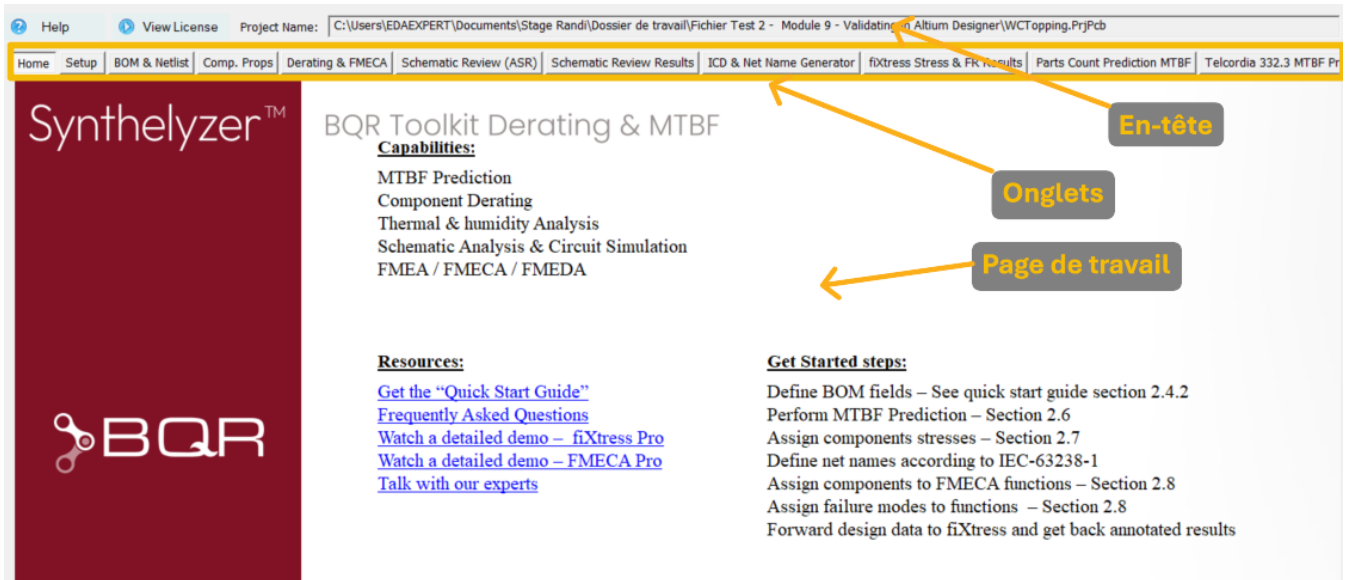 Help View License Project Name: C:\Users\EDAEXPERT\Documents\Stage Randi\Dossier de travail\Fichier Test 2 - Module 9 - Validating in Altium Designer\WCTopping.PrjPcb
Home Setup BOM & Netlist Comp. Props Derating & FMECA Schematic Review (ASR) Schematic Review Results ICD & Net Name Generator fiXtress Stress & FR Results Parts Count Prediction MTBF Telcordia 332.3 MTBF Pr
Synthelyzer™
BQR Toolkit Derating & MTBF
En-tête
Capabilities:
MTBF Prediction
Component Derating
Thermal & humidity Analysis
Schematic Analysis & Circuit Simulation
FMEA / FMECA / FMEDA
Onglets
Page de travail
Resources:
Get the “Quick Start Guide”
Frequently Asked Questions
Watch a detailed demo – fiXtress Pro
Watch a detailed demo – FMECA Pro
Talk with our experts
Get Started steps:
Define BOM fields – See quick start guide section 2.4.2
Perform MTBF Prediction – Section 2.6
Assign components stresses – Section 2.7
Define net names according to IEC-63238-1
Assign components to FMECA functions – Section 2.8
Assign failure modes to functions – Section 2.8
Forward design data to fiXtress and get back annotated results
BQR